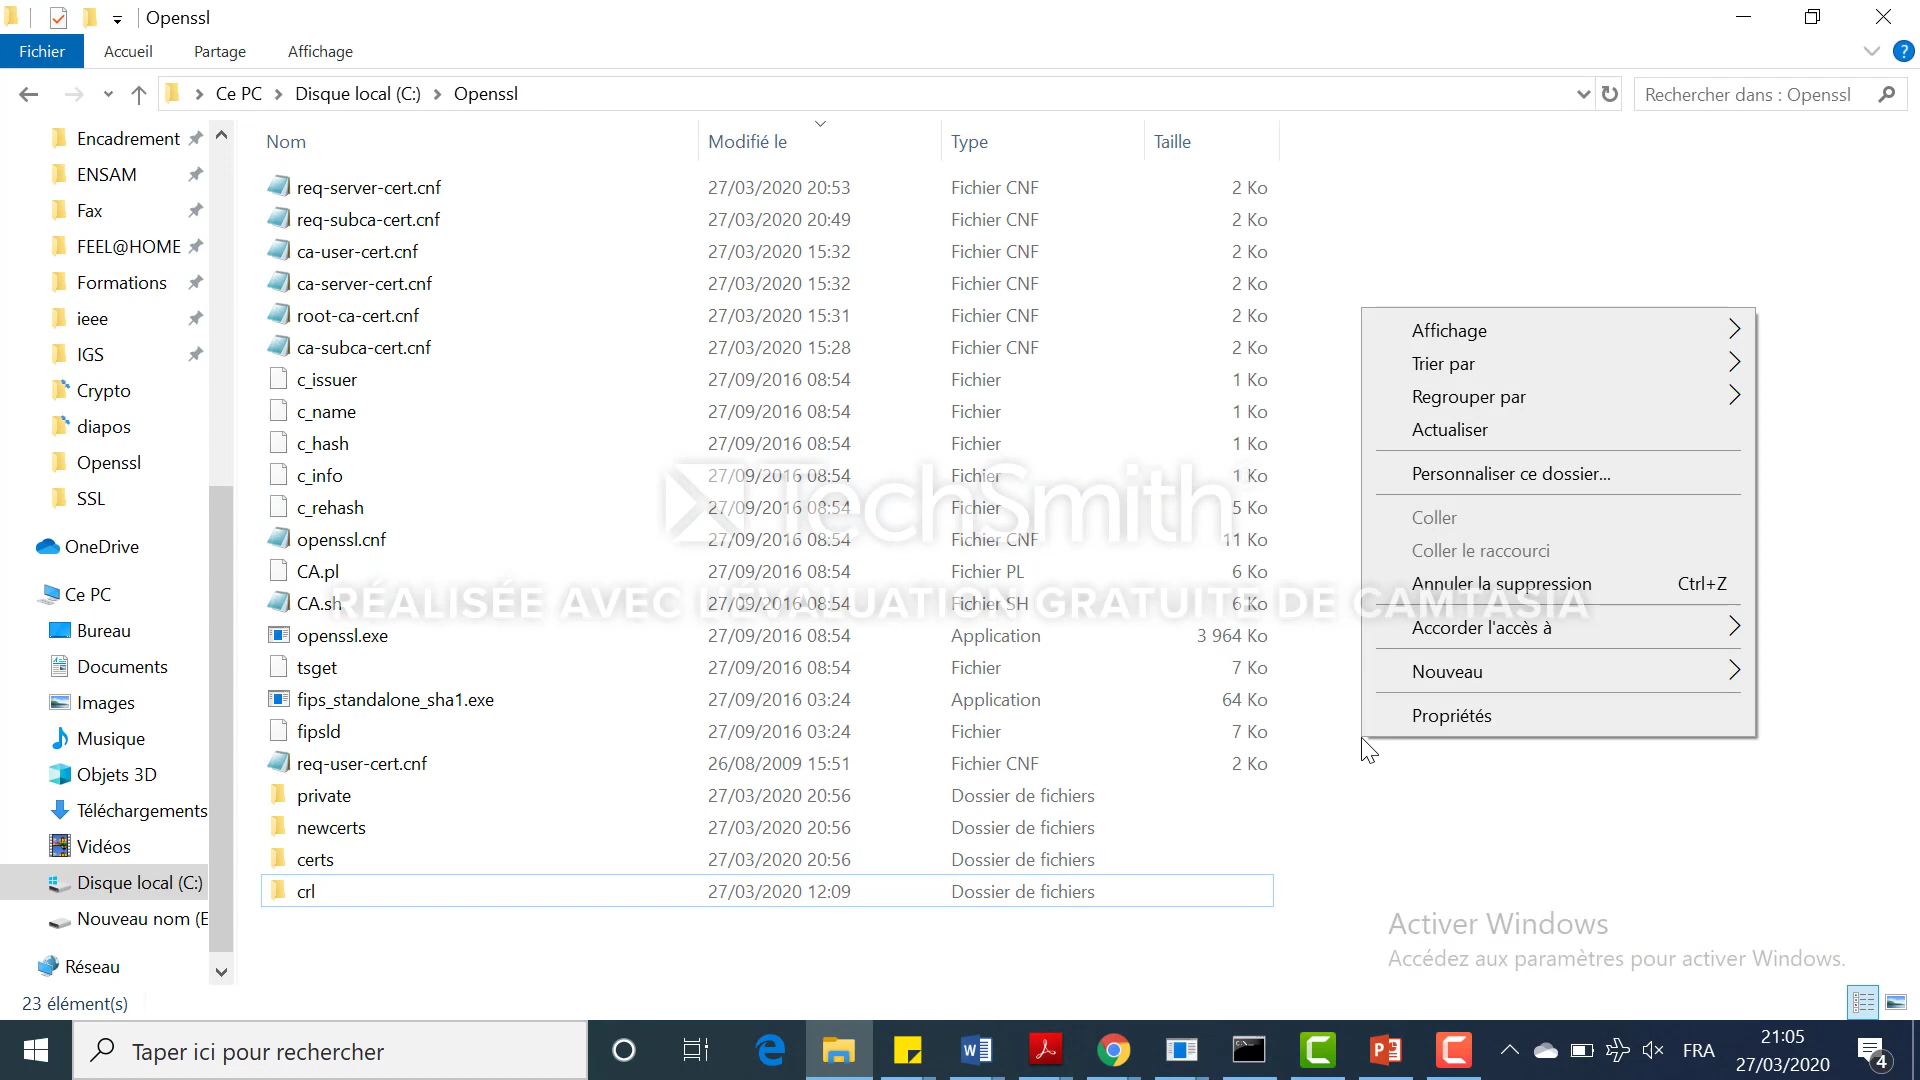 Openssl
Fichier Accueil Partage Affichage
Ce PC Disque local (C:) Openssl Rechercher dans : Openssl
Encadrement
ENSAM
Fax
FEEL@HOME
Formations
ieee
IGS
Crypto
diapos
Openssl
SSL
OneDrive
Ce PC
Bureau
Documents
Images
Musique
Objets 3D
Téléchargements
Vidéos
Disque local (C:)
Nouveau nom (E
Réseau
Nom Modifié le Type Taille
req-server-cert.cnf 27/03/2020 20:53 Fichier CNF 2 Ko
req-subca-cert.cnf 27/03/2020 20:49 Fichier CNF 2 Ko
ca-user-cert.cnf 27/03/2020 15:32 Fichier CNF 2 Ko
ca-server-cert.cnf 27/03/2020 15:32 Fichier CNF 2 Ko
root-ca-cert.cnf 27/03/2020 15:31 Fichier CNF 2 Ko
ca-subca-cert.cnf 27/03/2020 15:28 Fichier CNF 2 Ko
c_issuer 27/09/2016 08:54 Fichier 1 Ko
c_name 27/09/2016 08:54 Fichier 1 Ko
c_hash 27/09/2016 08:54 Fichier 1 Ko
c_info 27/09/2016 08:54 Fichier 1 Ko
c_rehash 27/09/2016 08:54 Fichier 5 Ko
openssl.cnf 27/09/2016 08:54 Fichier CNF 11 Ko
CA.pl 27/09/2016 08:54 Fichier PL 6 Ko
CA.sh 27/09/2016 08:54 Fichier SH 6 Ko
openssl.exe 27/09/2016 08:54 Application 3 964 Ko
tsget 27/09/2016 08:54 Fichier 7 Ko
fips_standalone_sha1.exe 27/09/2016 03:24 Application 64 Ko
fipsld 27/09/2016 03:24 Fichier 7 Ko
req-user-cert.cnf 26/08/2009 15:51 Fichier CNF 2 Ko
private 27/03/2020 20:56 Dossier de fichiers
newcerts 27/03/2020 20:56 Dossier de fichiers
certs 27/03/2020 20:56 Dossier de fichiers
crl 27/03/2020 12:09 Dossier de fichiers
TechSmith
RÉALISÉE AVEC L'ÉVALUATION GRATUITE DE CAMTASIA
Affichage
Trier par
Regrouper par
Actualiser
Personnaliser ce dossier...
Coller
Coller le raccourci
Annuler la suppression Ctrl+Z
Accorder l'accès à
Nouveau
Propriétés
Activer Windows
Accédez aux paramètres pour activer Windows.
23 élément(s)
Taper ici pour rechercher
FRA
21:05
27/03/2020
4